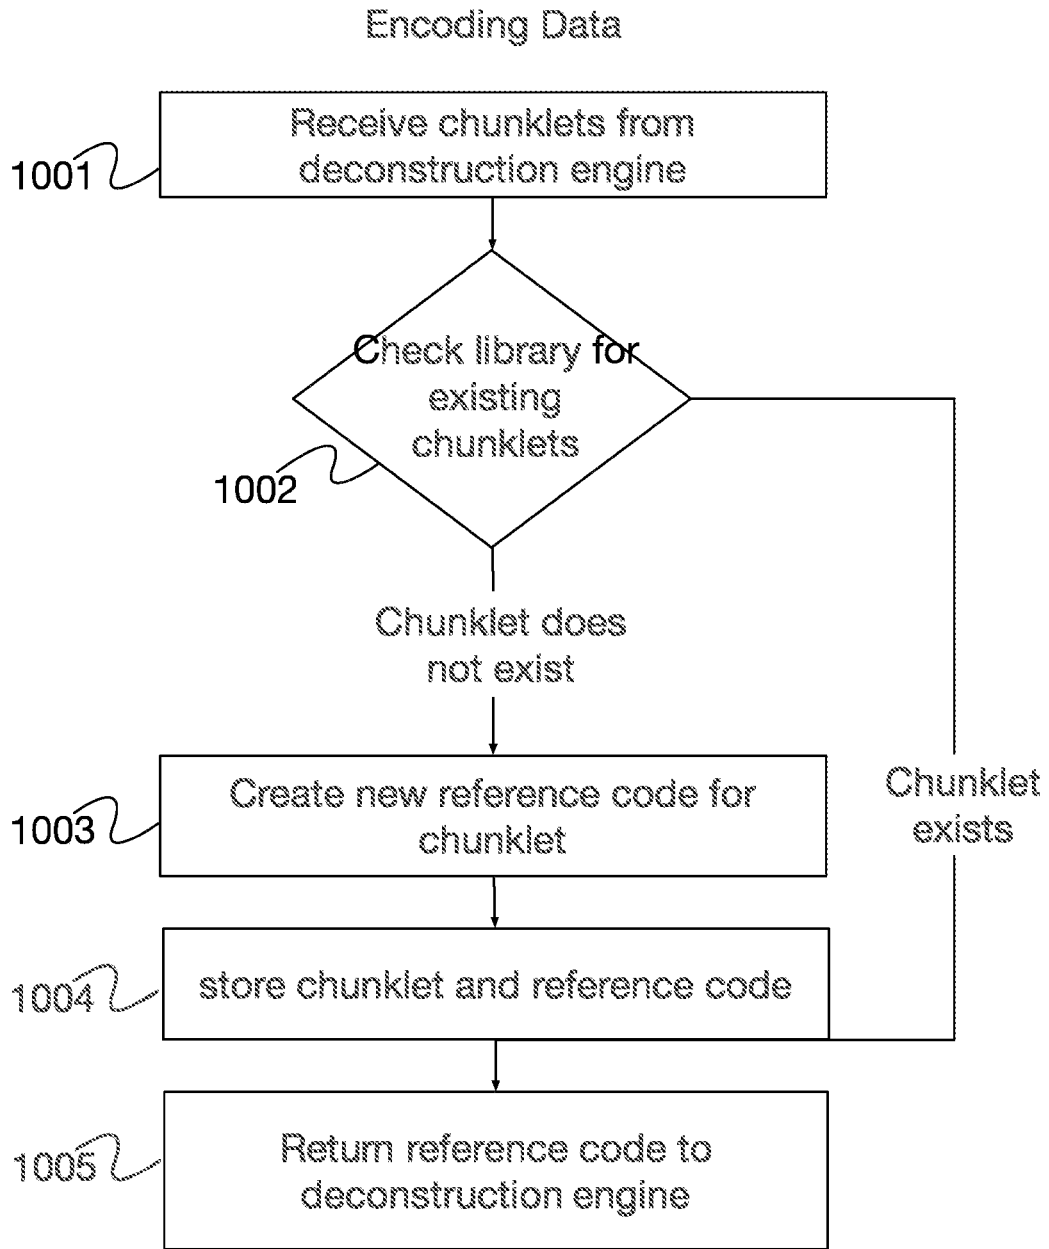 Encoding Data
Receive chunklets from
deconstruction engine
1001
Check library for
existing
chunklets
1002
Chunklet does
not exist
Chunklet
exists
Create new reference code for
chunklet
1003
store chunklet and reference code
1004
Return reference code to
deconstruction engine
1005